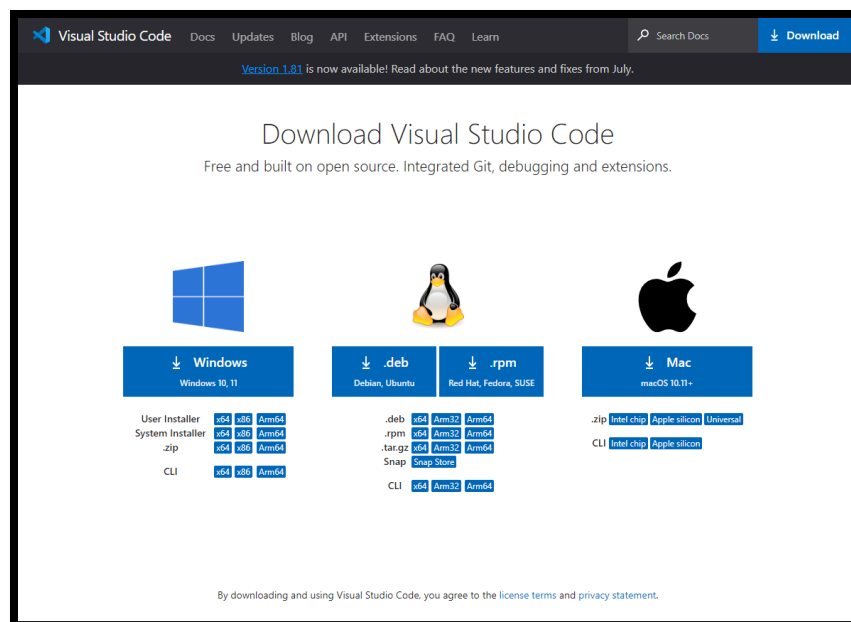 Visual Studio Code Docs Updates Blog API Extensions FAQ Learn Search Docs Download
Version 1.81 is now available! Read about the new features and fixes from July.
Download Visual Studio Code
Free and built on open source. Integrated Git, debugging and extensions.
Windows
Windows 10, 11
User Installer x64 x86 Arm64
System Installer x64 x86 Arm64
.zip x64 x86 Arm64
CLI x64 x86 Arm64
.deb
Debian, Ubuntu
.rpm
Red Hat, Fedora, SUSE
.deb x64 Arm32 Arm64
.rpm x64 Arm32 Arm64
.tar.gz x64 Arm32 Arm64
Snap Snap Store
CLI x64 Arm32 Arm64
Mac
macOS 10.11+
.zip Intel chip Apple silicon Universal
CLI Intel chip Apple silicon
By downloading and using Visual Studio Code, you agree to the license terms and privacy statement.